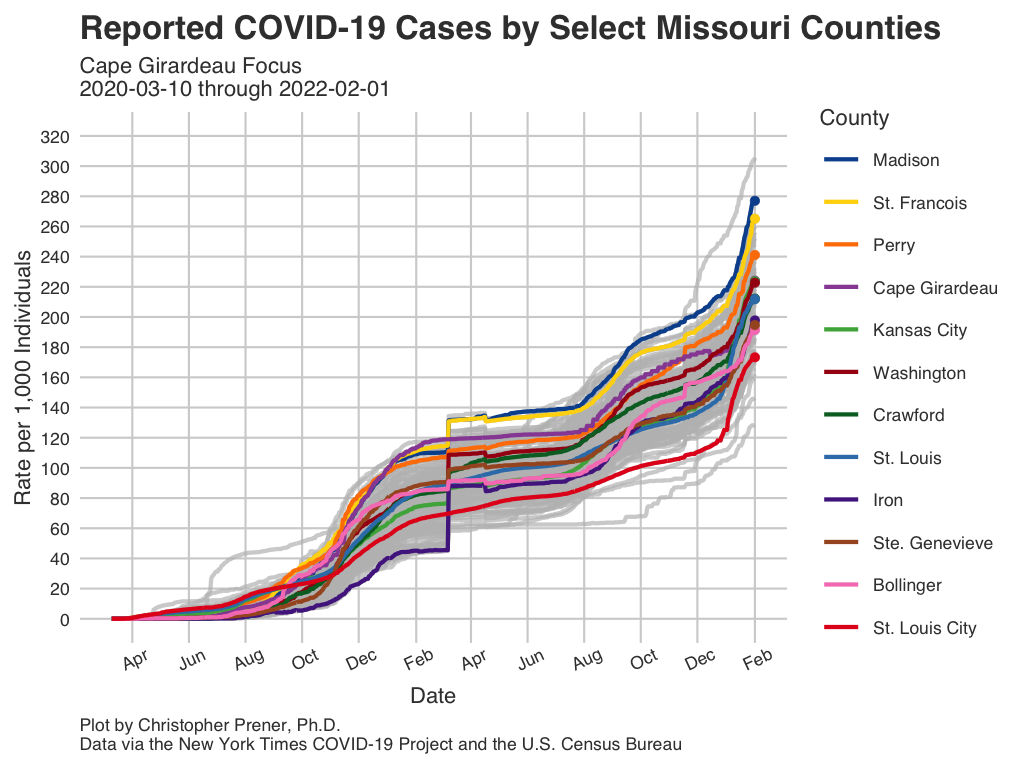 Reported COVID-19 Cases by Select Missouri Counties
Cape Girardeau Focus
2020-03-10 through 2022-02-01
Rate per 1,000 Individuals
320
300
280
260
240
220
200
180
160
140
120
100
80
60
40
20
0
Apr
Jun
Aug
Oct
Dec
Feb
Apr
Jun
Aug
Oct
Dec
Feb
Date
County
Madison
St. Francois
Perry
Cape Girardeau
Kansas City
Washington
Crawford
St. Louis
Iron
Ste. Genevieve
Bollinger
St. Louis City
Plot by Christopher Prener, Ph.D.
Data via the New York Times COVID-19 Project and the U.S. Census Bureau